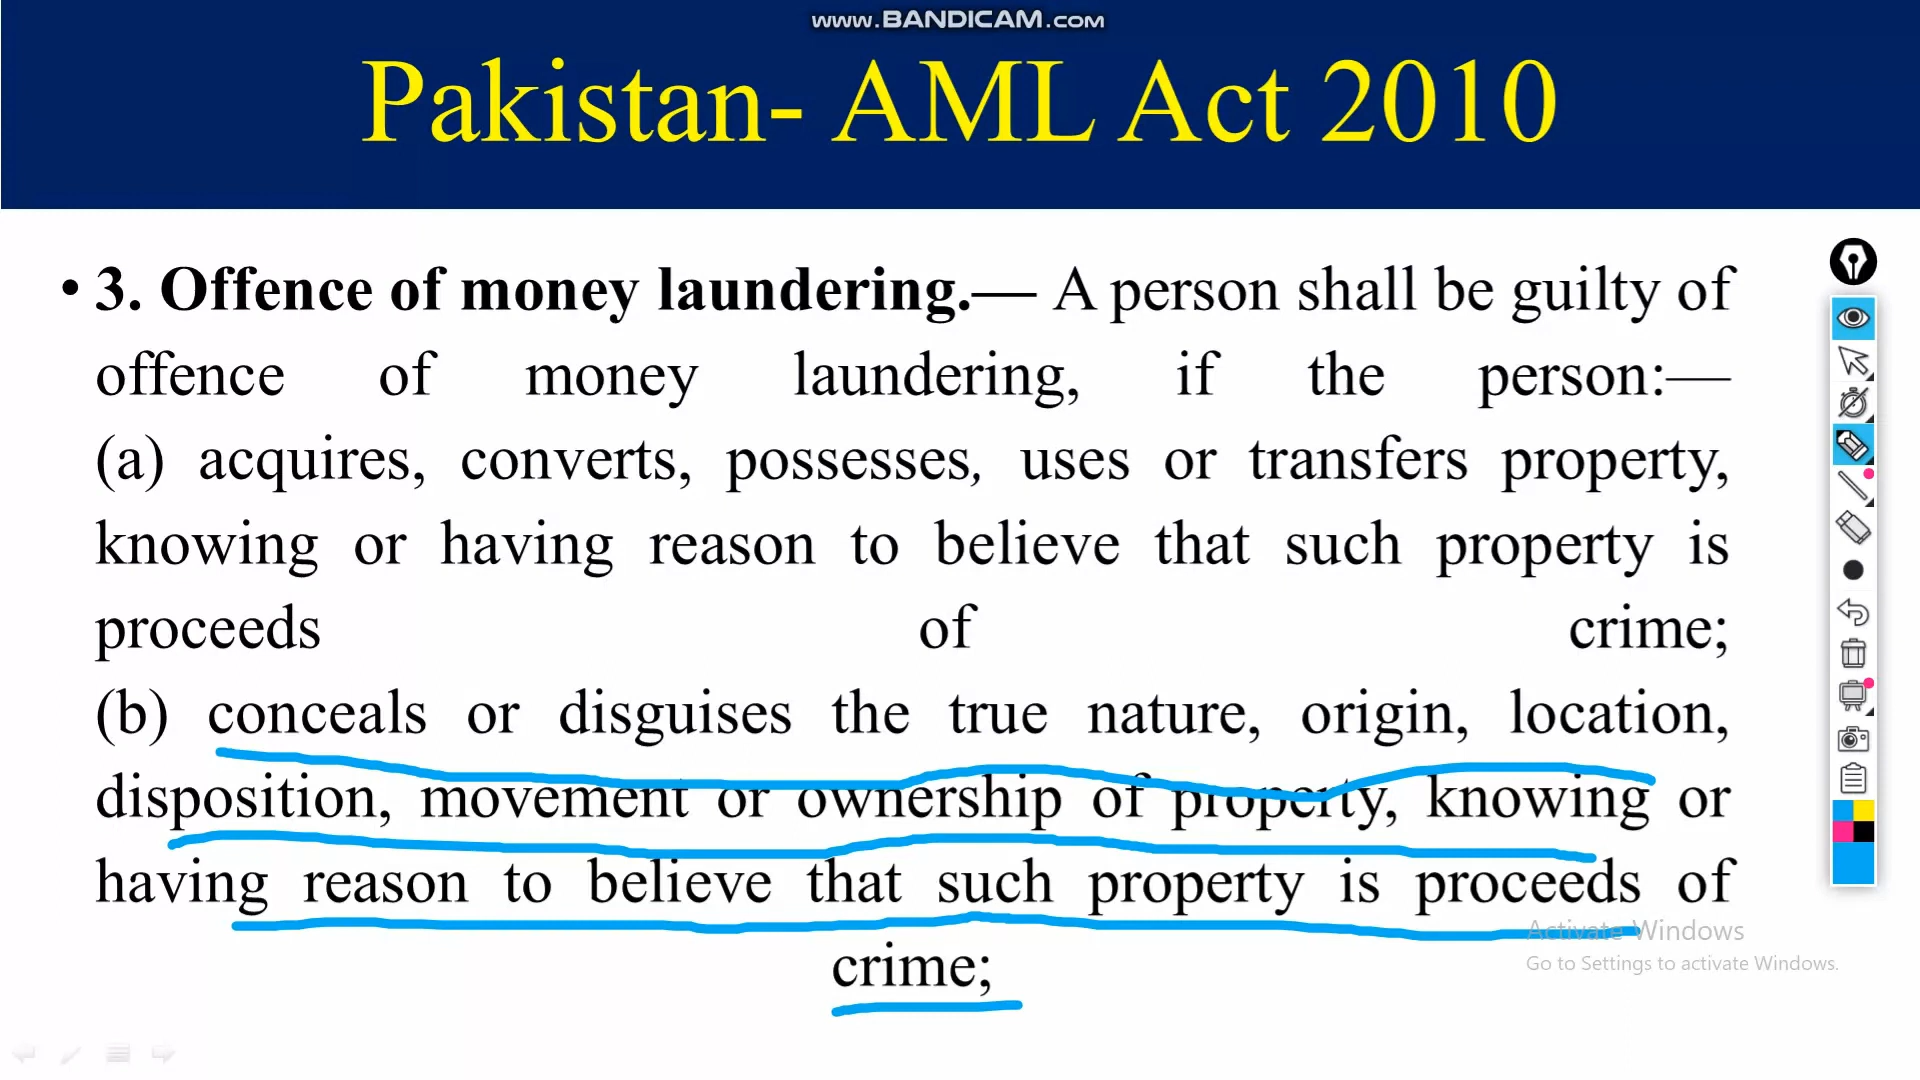 www.BANDICAM.com
Pakistan- AML Act 2010
• 3. Offence of money laundering.— A person shall be guilty of
offence of money laundering, if the person:—
(a) acquires, converts, possesses, uses or transfers property,
knowing or having reason to believe that such property is
proceeds of crime;
(b) conceals or disguises the true nature, origin, location,
disposition, movement or ownership of property, knowing or
having reason to believe that such property is proceeds of
crime;
Activate Windows
Go to Settings to activate Windows.